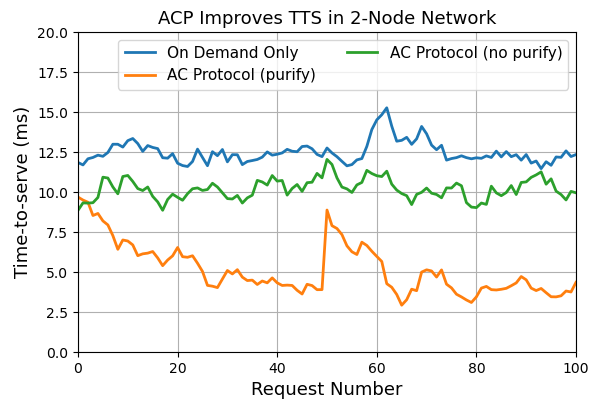 ACP Improves TTS in 2-Node Network
On Demand Only
AC Protocol (purify)
AC Protocol (no purify)
Time-to-serve (ms)
20.0
17.5
15.0
12.5
10.0
7.5
5.0
2.5
0.0
0 20 40 60 80 100
Request Number